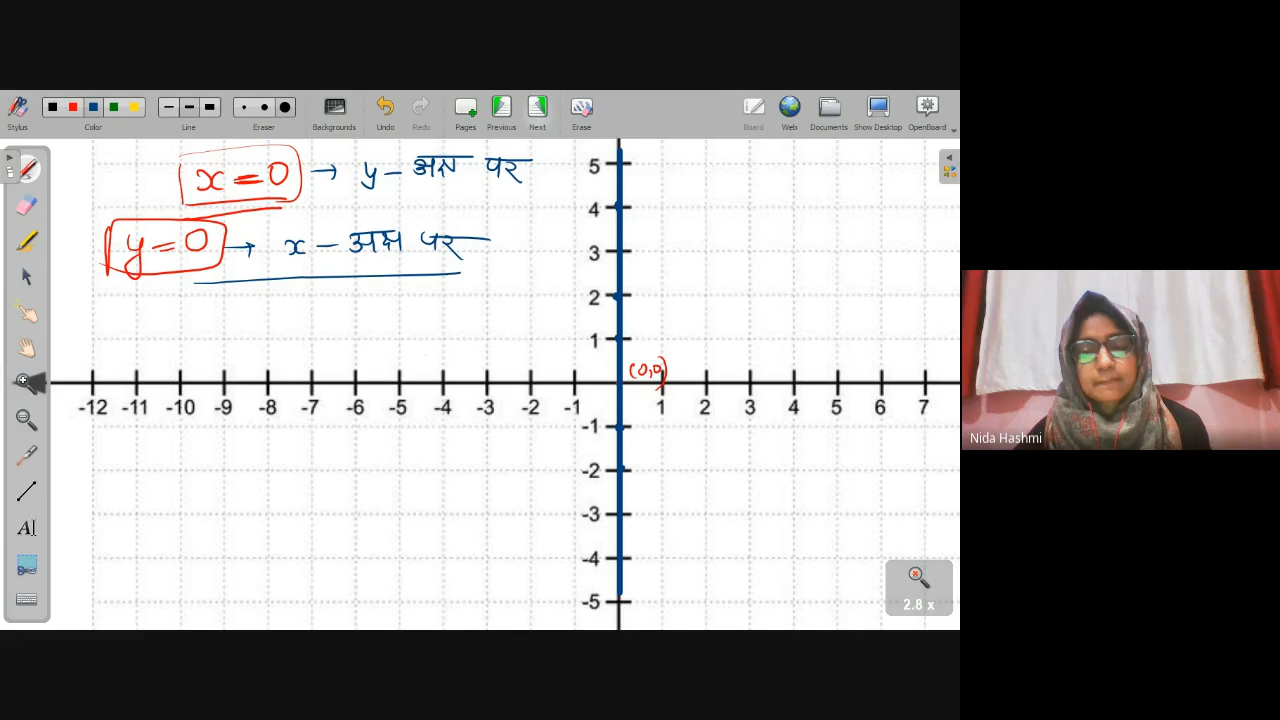 Stylus Color Line Eraser Backgrounds Undo Redo Pages Previous Next Erase Board Web Documents Show Desktop OpenBoard
x = 0 → y - अक्ष पर
y = 0 → x - अक्ष पर
5
4
3
2
1
(0,0)
-12 -11 -10 -9 -8 -7 -6 -5 -4 -3 -2 -1 1 2 3 4 5 6 7
-1
-2
-3
-4
-5
A
2.8 x
Nida Hashmi